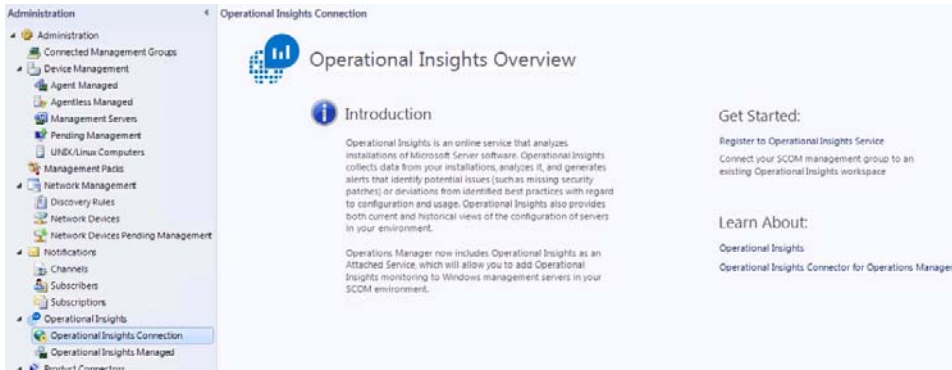 Administration
Administration
Connected Management Groups
Device Management
Agent Managed
Agentless Managed
Management Servers
Pending Management
UNIX/Linux Computers
Management Packs
Network Management
Discovery Rules
Network Devices
Network Devices Pending Management
Notifications
Channels
Subscribers
Subscriptions
Operational Insights
Operational Insights Connection
Operational Insights Managed
Product Connectors
Operational Insights Connection
Operational Insights Overview
Introduction
Operational Insights is an online service that analyzes
installations of Microsoft Server software. Operational Insights
collects data from your installations, analyzes it, and generates
alerts that identify potential issues (such as missing security
patches) or deviations from identified best practices with regard
to configuration and usage. Operational Insights also provides
both current and historical views of the configuration of servers
in your environment.
Operations Manager now includes Operational Insights as an
Attached Service, which will allow you to add Operational
Insights monitoring to Windows management servers in your
SCOM environment.
Get Started:
Register to Operational Insights Service
Connect your SCOM management group to an
existing Operational Insights workspace
Learn About:
Operational Insights
Operational Insights Connector for Operations Manager